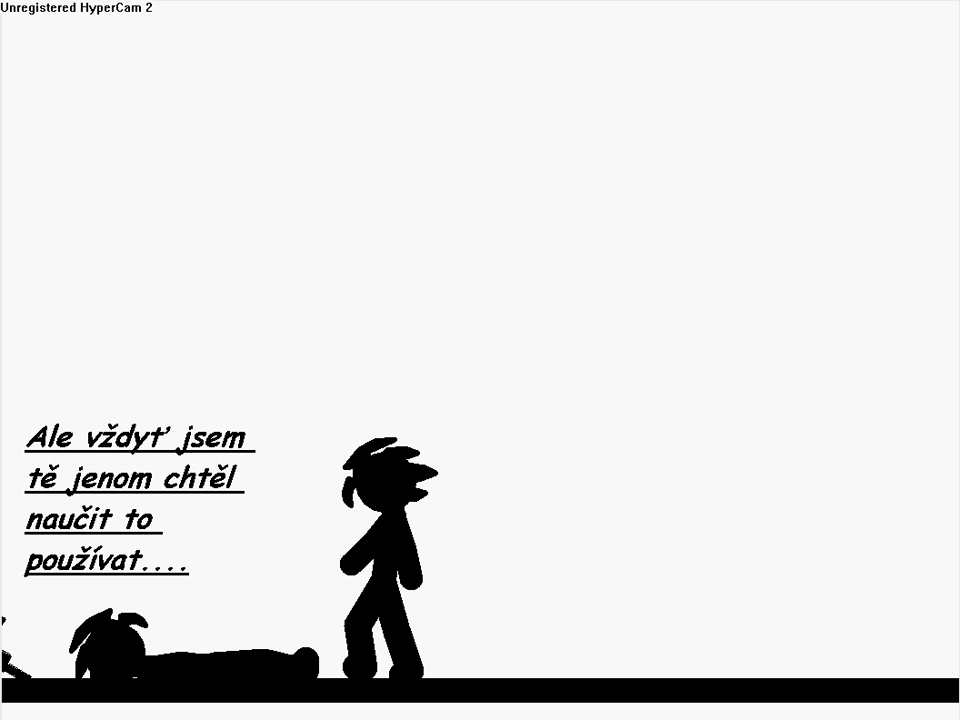 Unregistered HyperCam 2
Ale vždyť jsem
tě jenom chtěl
naučit to
používat....